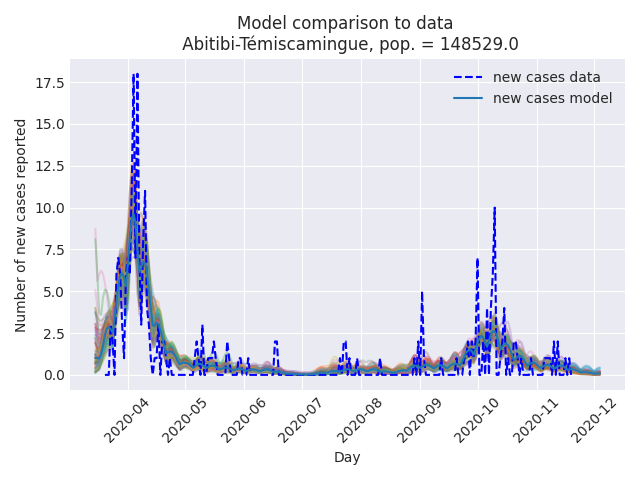 Model comparison to data
Abitibi-Témiscamingue, pop. = 148529.0
new cases data
new cases model
Number of new cases reported
17.5
15.0
12.5
10.0
7.5
5.0
2.5
0.0
2020-04
2020-05
2020-06
2020-07
2020-08
2020-09
2020-10
2020-11
2020-12
Day